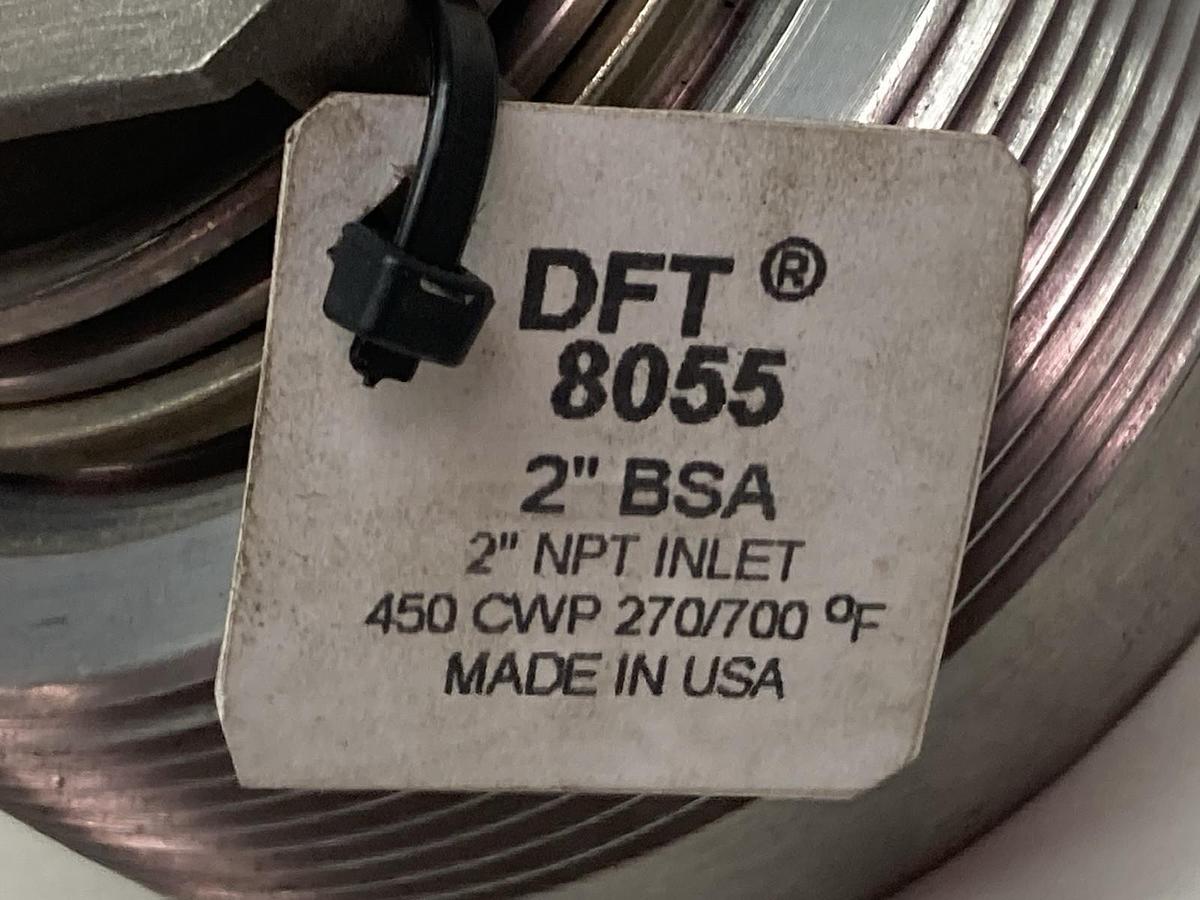 DFT ®
8055
2" BSA
2" NPT INLET
450 CWP 270/700 ºF
MADE IN USA